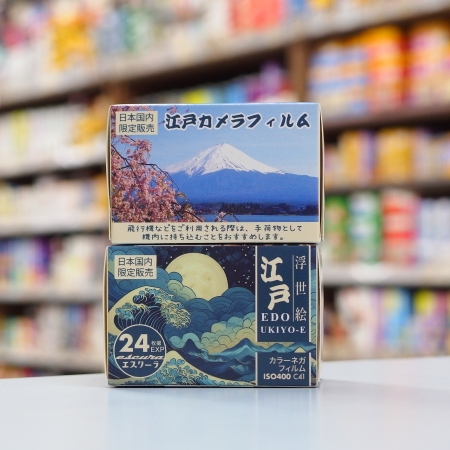 日本国内
限定販売
江戸カメラフィルム
飛行機などをご利用される際は、手荷物として
機内に持ち込むことをおすすめします。
日本国内
限定販売
浮世絵
江戸
EDO
UKIYO-E
24枚撮
EXP
escura
エスクーラ
カラーネガ
フィルム
ISO400 C41